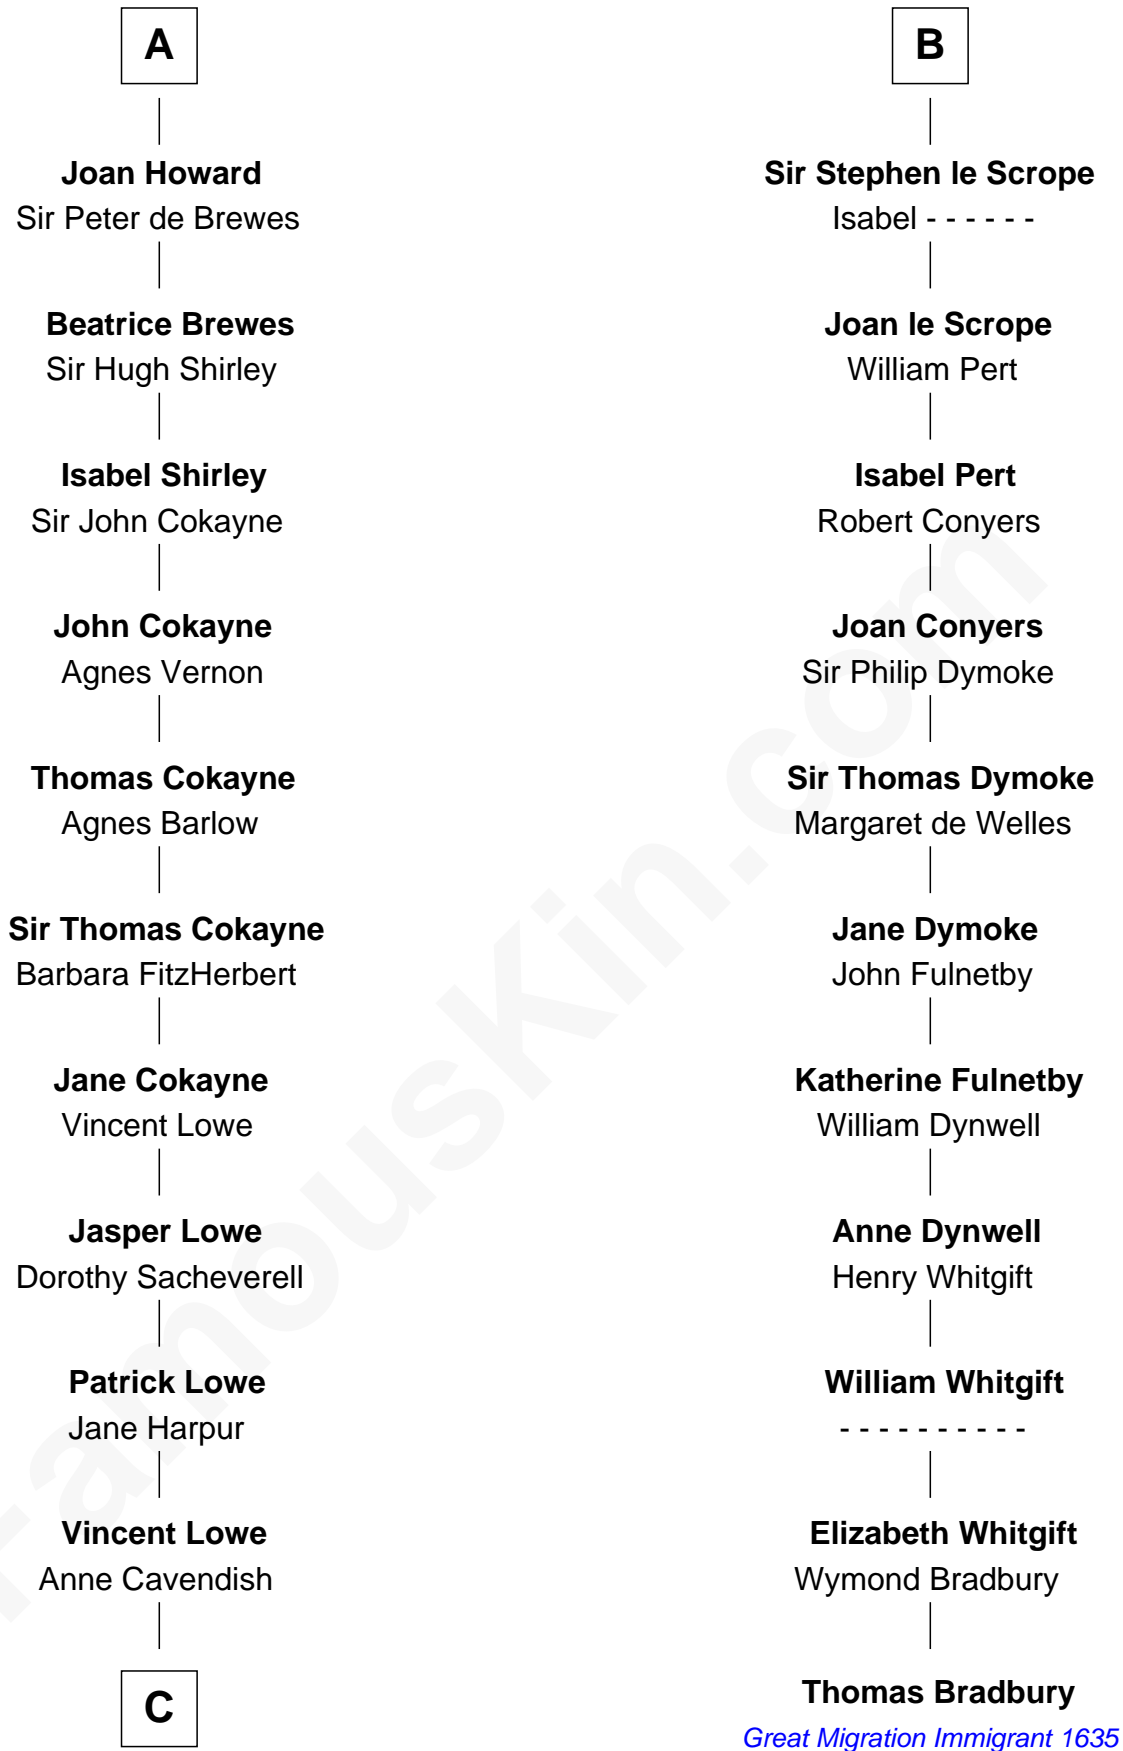 A
Joan Howard
Sir Peter de Brewes
Beatrice Brewes
Sir Hugh Shirley
Isabel Shirley
Sir John Cokayne
John Cokayne
Agnes Vernon
Thomas Cokayne
Agnes Barlow
Sir Thomas Cokayne
Barbara FitzHerbert
Jane Cokayne
Vincent Lowe
Jasper Lowe
Dorothy Sacheverell
Patrick Lowe
Jane Harpur
Vincent Lowe
Anne Cavendish
C
B
Sir Stephen le Scrope
Isabel - - - - - -
Joan le Scrope
William Pert
Isabel Pert
Robert Conyers
Joan Conyers
Sir Philip Dymoke
Sir Thomas Dymoke
Margaret de Welles
Jane Dymoke
John Fulnetby
Katherine Fulnetby
William Dynwell
Anne Dynwell
Henry Whitgift
William Whitgift
- - - - - - - - - -
Elizabeth Whitgift
Wymond Bradbury
Thomas Bradbury
Great Migration Immigrant 1635
FamousKin.com